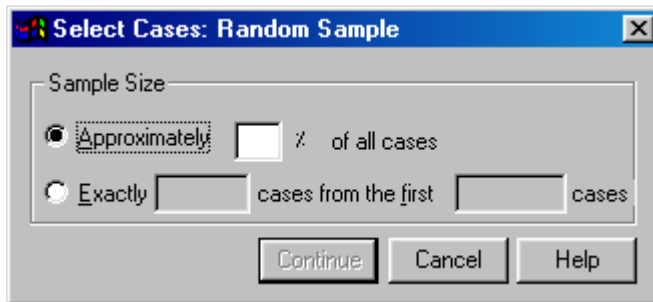 Select Cases: Random Sample
Sample Size
Approximately % of all cases
Exactly cases from the first cases
Continue Cancel Help